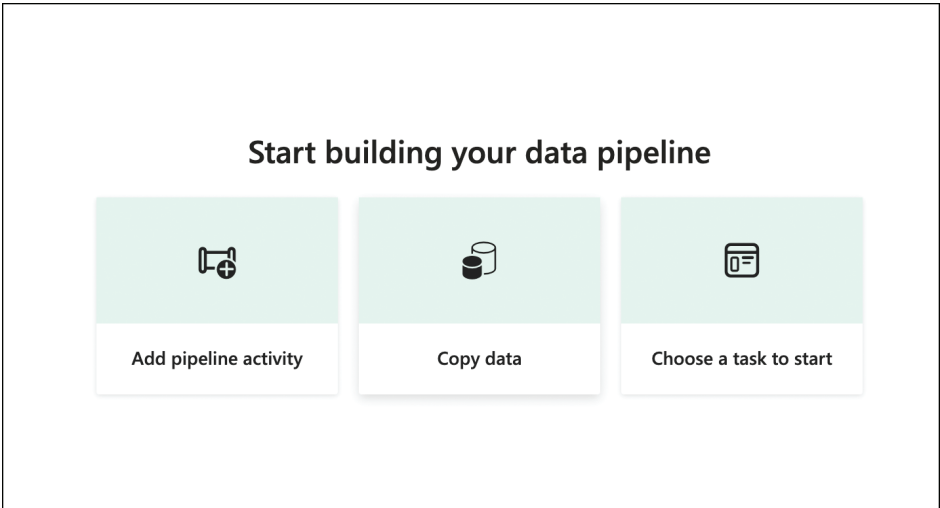 Start building your data pipeline
Add pipeline activity
Copy data
Choose a task to start